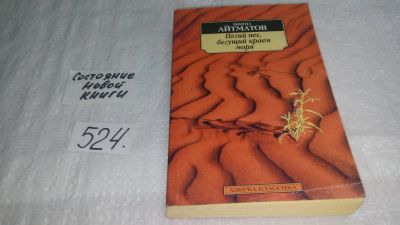 Состояние
новой
книги
524.
ЧИНГИЗ
АЙТМАТОВ
Пегий пес,
бегущий краем
моря
АЗБУКА-КЛАССИКА